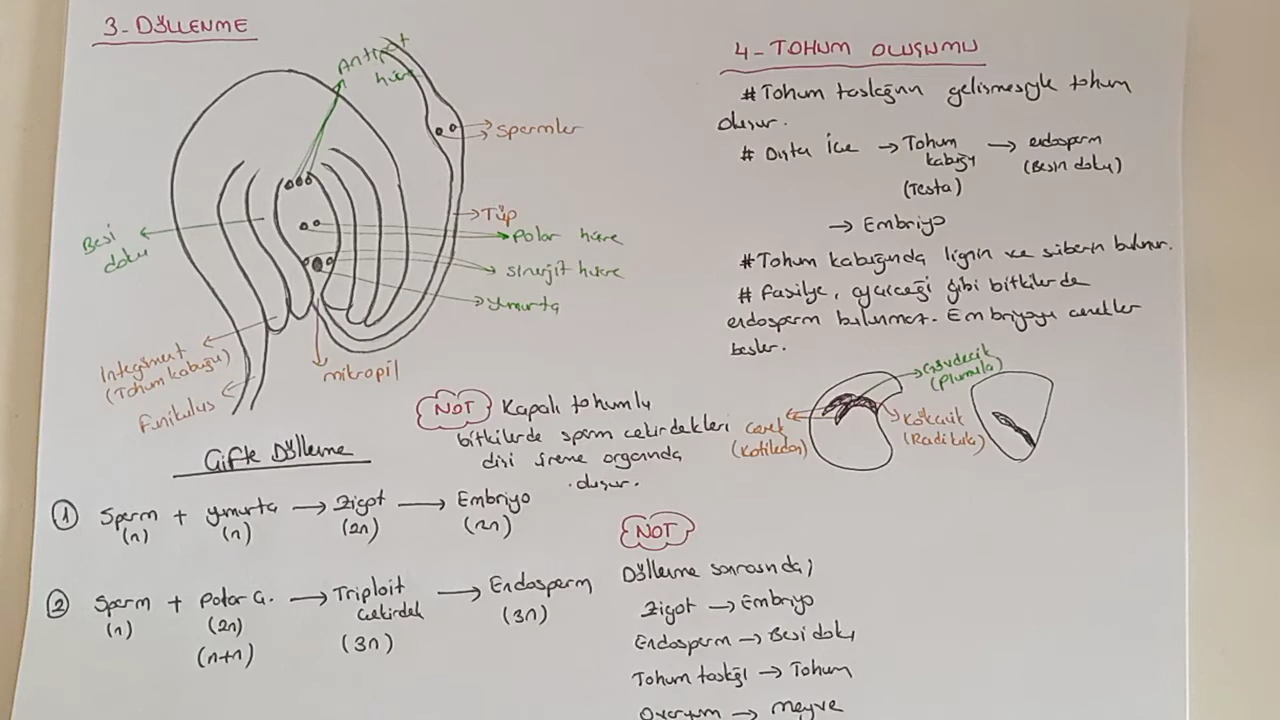 3-DÖLLENME
Antipot
hücre
Spermler
Tüp
Polar hücre
sinerjit hücre
yumurta
Besi
doku
Integüment
(Tohum kabuğu)
Funikulus
mikropil
NOT Kapalı tohumlu
bitkilerde sperm çekirdekleri
dişi üreme organında
oluşur.
Çifte Dölleme
1 Sperm + yumurta → Zigot → Embriyo
(n) (n) (2n) (2n)
2 Sperm + Polar Ç. → Triploit → Endosperm
çekirdek
(n) (2n) (3n) (3n)
(n+n)
4-TOHUM OLUŞUMU
# Tohum taslağının gelişmesiyle tohum
oluşur.
# Dıştan içe → Tohum → endosperm
kabuğu (Besin doku)
(Testa)
→ Embriyo
# Tohum kabuğunda lignin ve süberin bulunur.
# Fasülye, ayçiçeği gibi bitkilerde
endosperm bulunmaz. Embriyoyu çenekler
besler.
Gövdecik
(Plumula)
Çenek
(Kotiledon)
Kökçük
(Radikula)
NOT
Döllenme sonrasında;
Zigot → Embriyo
Endosperm → Besi doku
Tohum taslağı → Tohum
Ovaryum → meyve